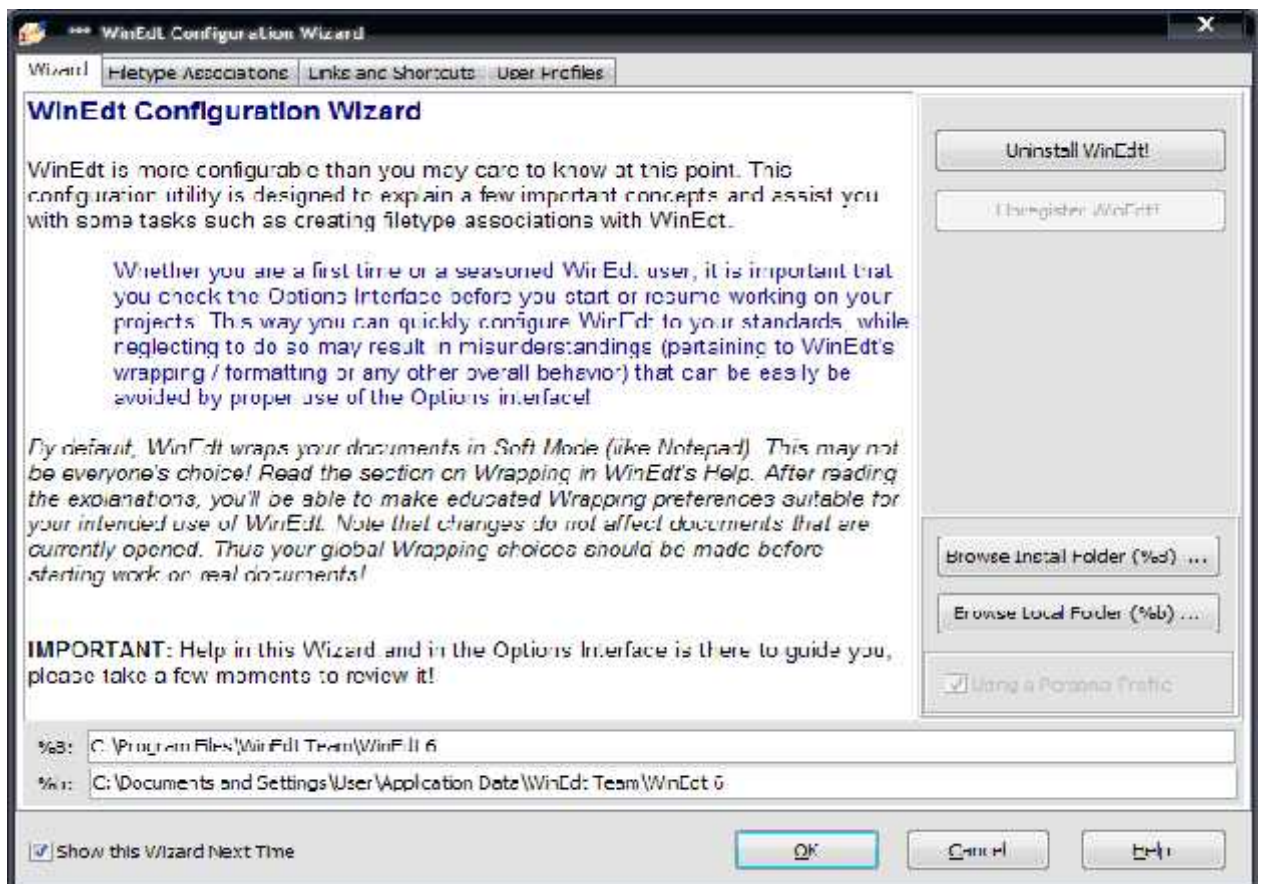 *** WinEdt Configuration Wizard
Wizard Filetype Associations Links and Shortcuts User Profiles
WinEdt Configuration Wizard
WinEdt is more configurable than you may care to know at this point. This
configuration utility is designed to explain a few important concepts and assist you
with some tasks such as creating filetype associations with WinEdt.
Whether you are a first time or a seasoned WinEdt user, it is important that
you check the Options Interface before you start or resume working on your
projects. This way you can quickly configure WinEdt to your standards, while
neglecting to do so may result in misunderstandings (pertaining to WinEdt's
wrapping / formatting or any other overall behavior) that can be easily be
avoided by proper use of the Options interface!
By default, WinEdt wraps your documents in Soft Mode (like Notepad). This may not
be everyone's choice! Read the section on Wrapping in WinEdt's Help. After reading
the explanations, you'll be able to make educated Wrapping preferences suitable for
your intended use of WinEdt. Note that changes do not affect documents that are
currently opened. Thus your global Wrapping choices should be made before
starting work on real documents!
IMPORTANT: Help in this Wizard and in the Options Interface is there to guide you,
please take a few moments to review it!
Uninstall WinEdt!
Unregister WinEdt!
Browse Install Folder (%B) ...
Browse Local Folder (%b) ...
Using a Personal Profile
%B: C:\Program Files\WinEdt Team\WinEdt 6
%b: C:\Documents and Settings\User\Application Data\WinEdt Team\WinEdt 6
Show this Wizard Next Time
OK Cancel Help